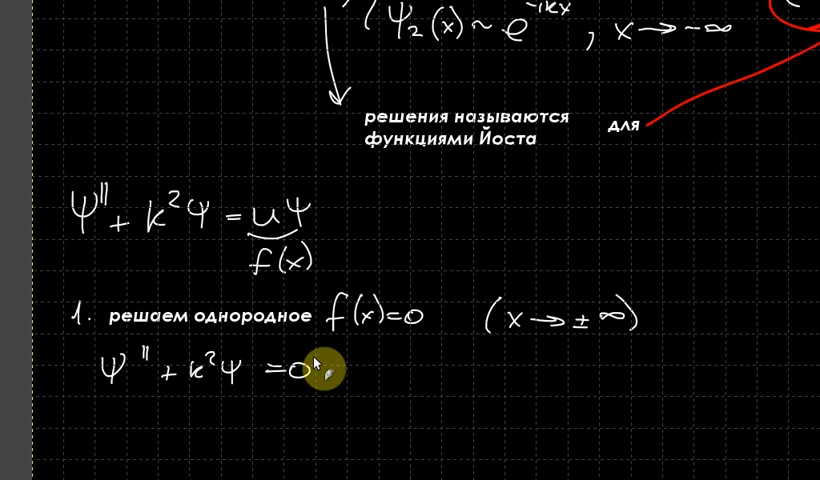 ( ψ₂(x) ~ e^{-ikx} , x → -∞
решения называются
функциями Йоста
для
ψ'' + k²ψ = uψ
f(x)
1. решаем однородное f(x)=0 (x → ± ∞)
ψ'' + k²ψ = 0